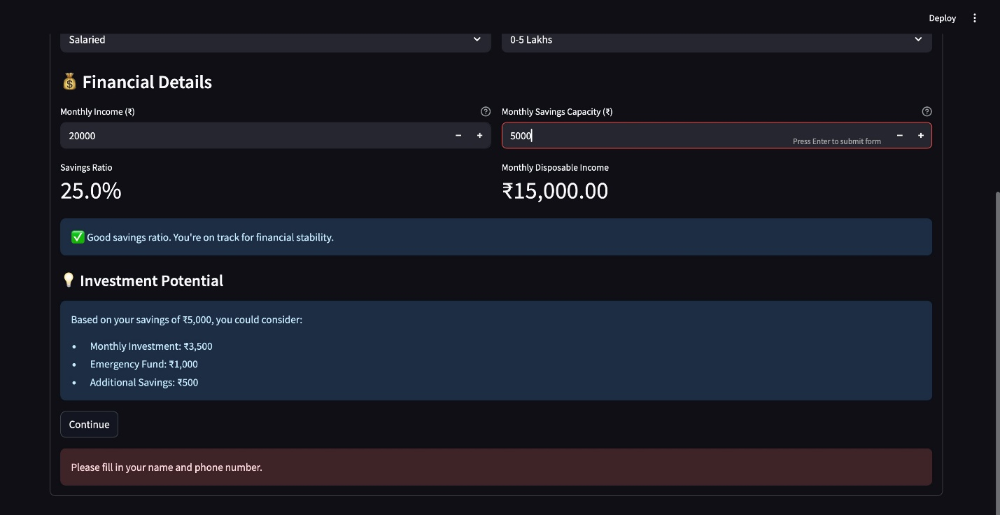 Deploy
Salaried
0-5 Lakhs
Financial Details
Monthly Income (₹)
Monthly Savings Capacity (₹)
20000
5000
Press Enter to submit form
Savings Ratio
Monthly Disposable Income
25.0%
₹15,000.00
Good savings ratio. You're on track for financial stability.
Investment Potential
Based on your savings of ₹5,000, you could consider:
• Monthly Investment: ₹3,500
• Emergency Fund: ₹1,000
• Additional Savings: ₹500
Continue
Please fill in your name and phone number.